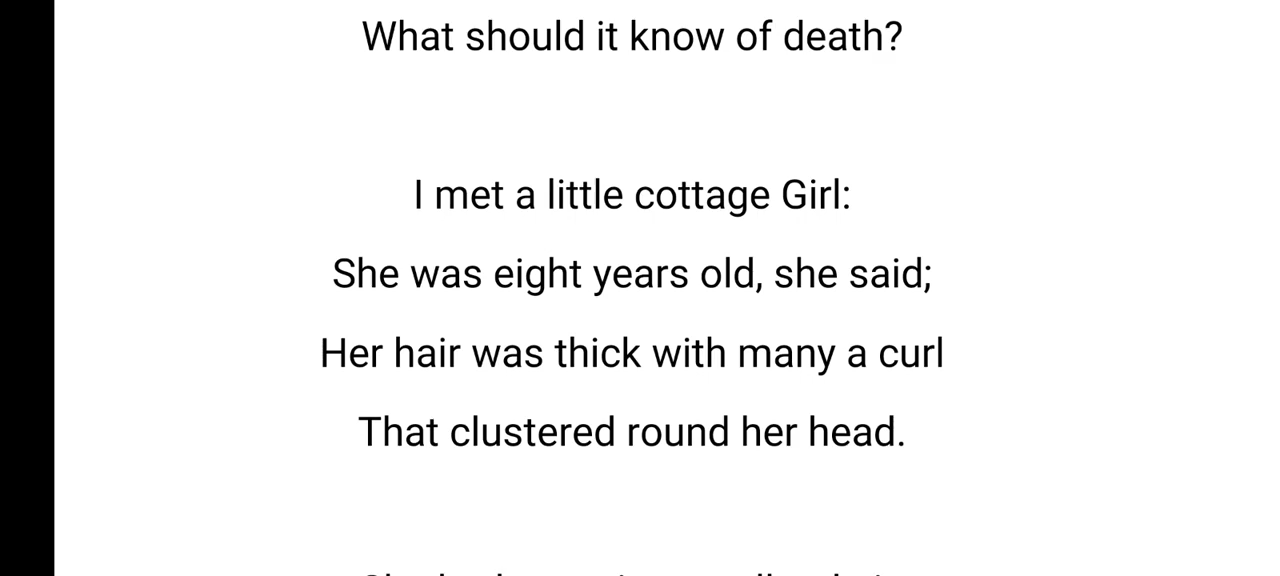 What should it know of death?
I met a little cottage Girl:
She was eight years old, she said;
Her hair was thick with many a curl
That clustered round her head.